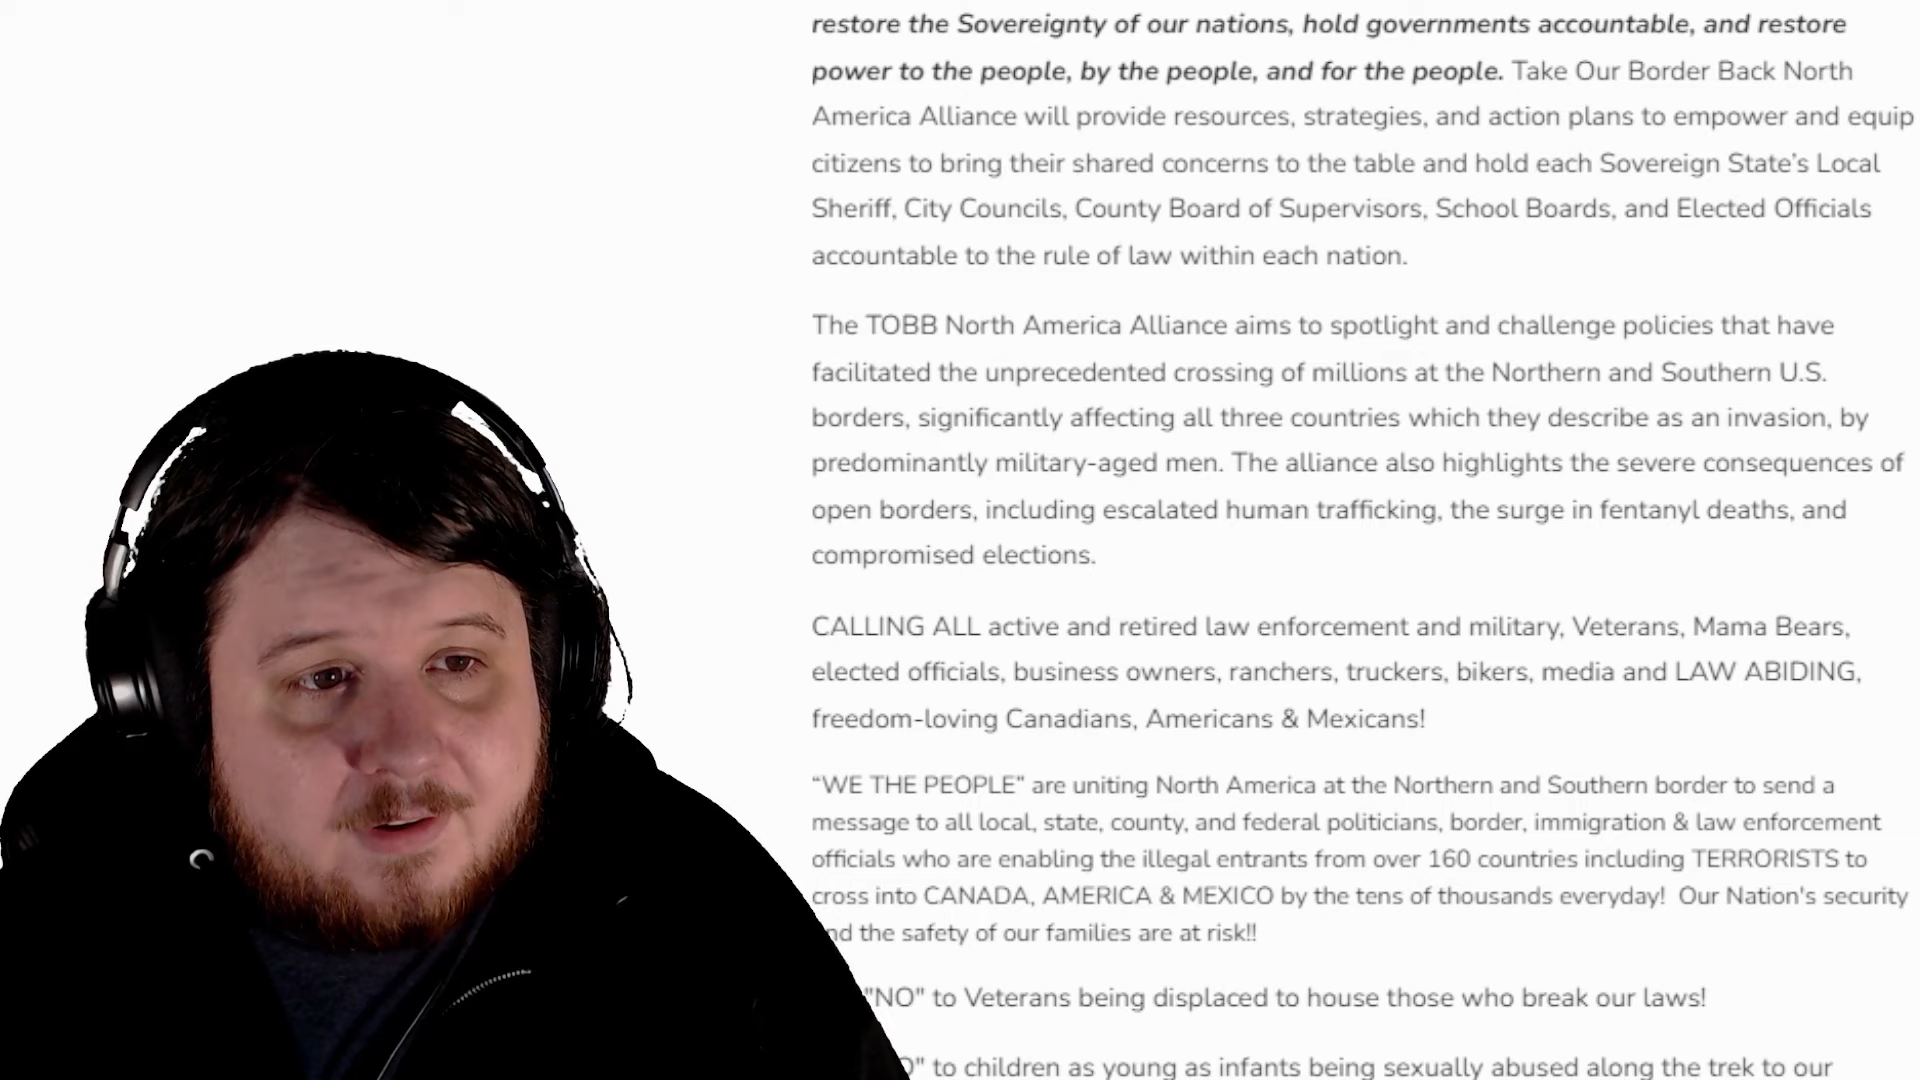 restore the Sovereignty of our nations, hold governments accountable, and restore
power to the people, by the people, and for the people. Take Our Border Back North
America Alliance will provide resources, strategies, and action plans to empower and equip
citizens to bring their shared concerns to the table and hold each Sovereign State's Local
Sheriff, City Councils, County Board of Supervisors, School Boards, and Elected Officials
accountable to the rule of law within each nation.
The TOBB North America Alliance aims to spotlight and challenge policies that have
facilitated the unprecedented crossing of millions at the Northern and Southern U.S.
borders, significantly affecting all three countries which they describe as an invasion, by
predominantly military-aged men. The alliance also highlights the severe consequences of
open borders, including escalated human trafficking, the surge in fentanyl deaths, and
compromised elections.
CALLING ALL active and retired law enforcement and military, Veterans, Mama Bears,
elected officials, business owners, ranchers, truckers, bikers, media and LAW ABIDING,
freedom-loving Canadians, Americans & Mexicans!
“WE THE PEOPLE” are uniting North America at the Northern and Southern border to send a
message to all local, state, county, and federal politicians, border, immigration & law enforcement
officials who are enabling the illegal entrants from over 160 countries including TERRORISTS to
cross into CANADA, AMERICA & MEXICO by the tens of thousands everyday! Our Nation's security
the safety of our families are at risk!!
"NO" to Veterans being displaced to house those who break our laws!
to children as young as infants being sexually abused along the trek to our